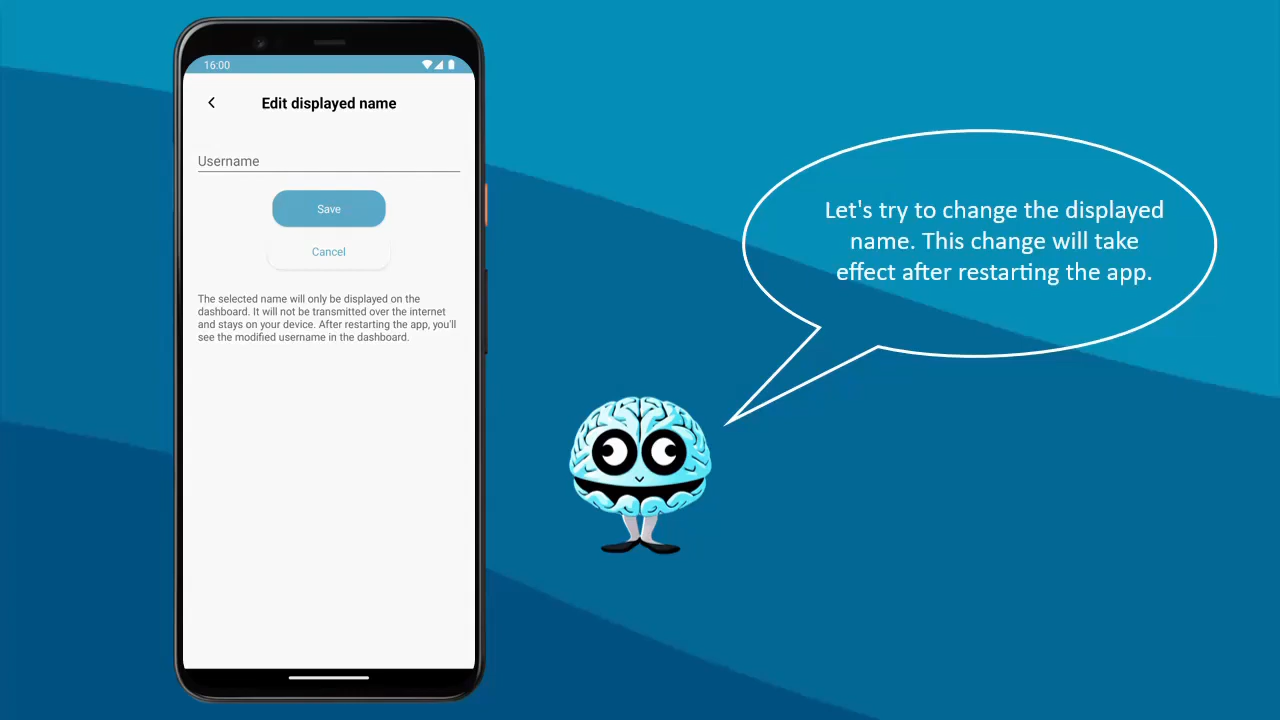 16:00
Edit displayed name
Username
Save
Cancel
The selected name will only be displayed on the
dashboard. It will not be transmitted over the internet
and stays on your device. After restarting the app, you'll
see the modified username in the dashboard.
Let's try to change the displayed
name. This change will take
effect after restarting the app.